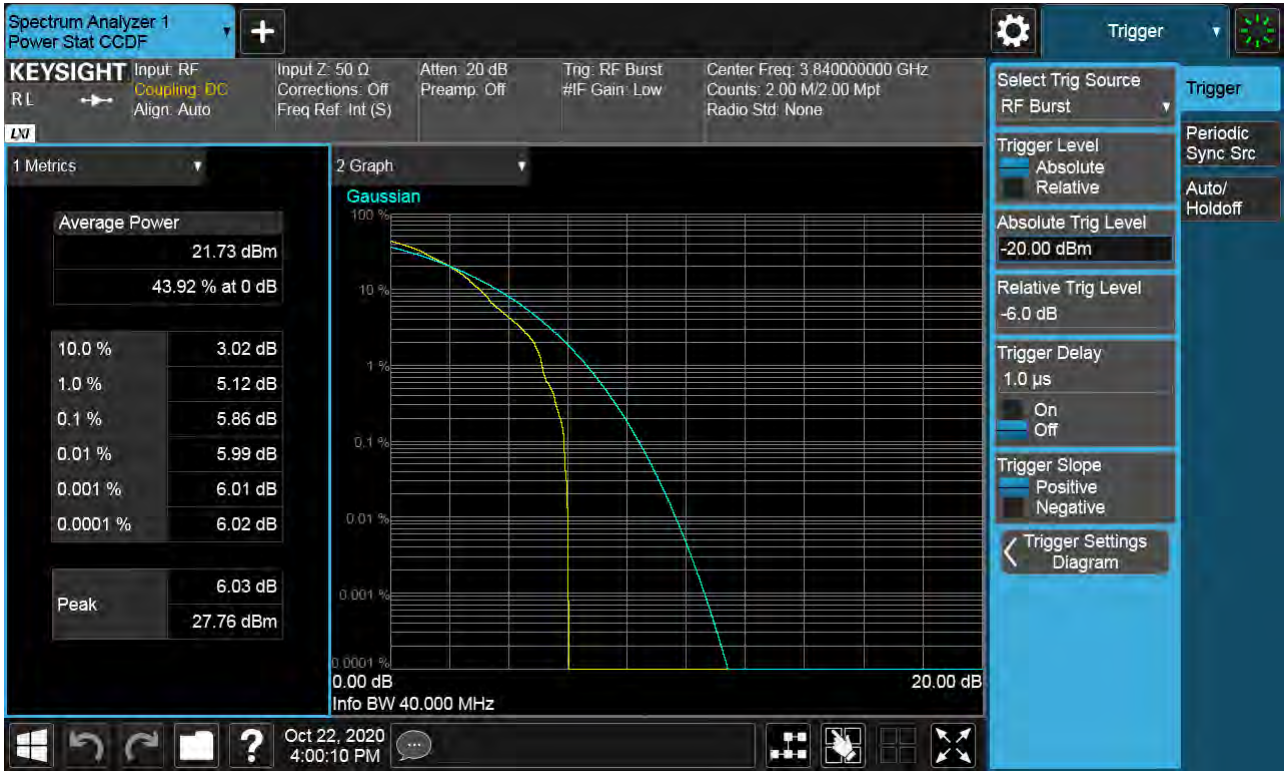 Spectrum Analyzer 1
Power Stat CCDF
Trigger
KEYSIGHT
R L
LXI
Input: RF
Coupling: DC
Align: Auto
Input Z: 50 Ω
Corrections: Off
Freq Ref: Int (S)
Atten: 20 dB
Preamp: Off
Trig: RF Burst
#IF Gain: Low
Center Freq: 3.840000000 GHz
Counts: 2.00 M/2.00 Mpt
Radio Std: None
1 Metrics
Average Power
21.73 dBm
43.92 % at 0 dB
10.0 % 3.02 dB
1.0 % 5.12 dB
0.1 % 5.86 dB
0.01 % 5.99 dB
0.001 % 6.01 dB
0.0001 % 6.02 dB
Peak
6.03 dB
27.76 dBm
2 Graph
Gaussian
100 %
10 %
1 %
0.1 %
0.01 %
0.001 %
0.0001 %
0.00 dB 20.00 dB
Info BW 40.000 MHz
Select Trig Source
RF Burst
Trigger Level
Absolute
Relative
Absolute Trig Level
-20.00 dBm
Relative Trig Level
-6.0 dB
Trigger Delay
1.0 µs
On
Off
Trigger Slope
Positive
Negative
Trigger Settings
Diagram
Trigger
Periodic
Sync Src
Auto/
Holdoff
?
Oct 22, 2020
4:00:10 PM